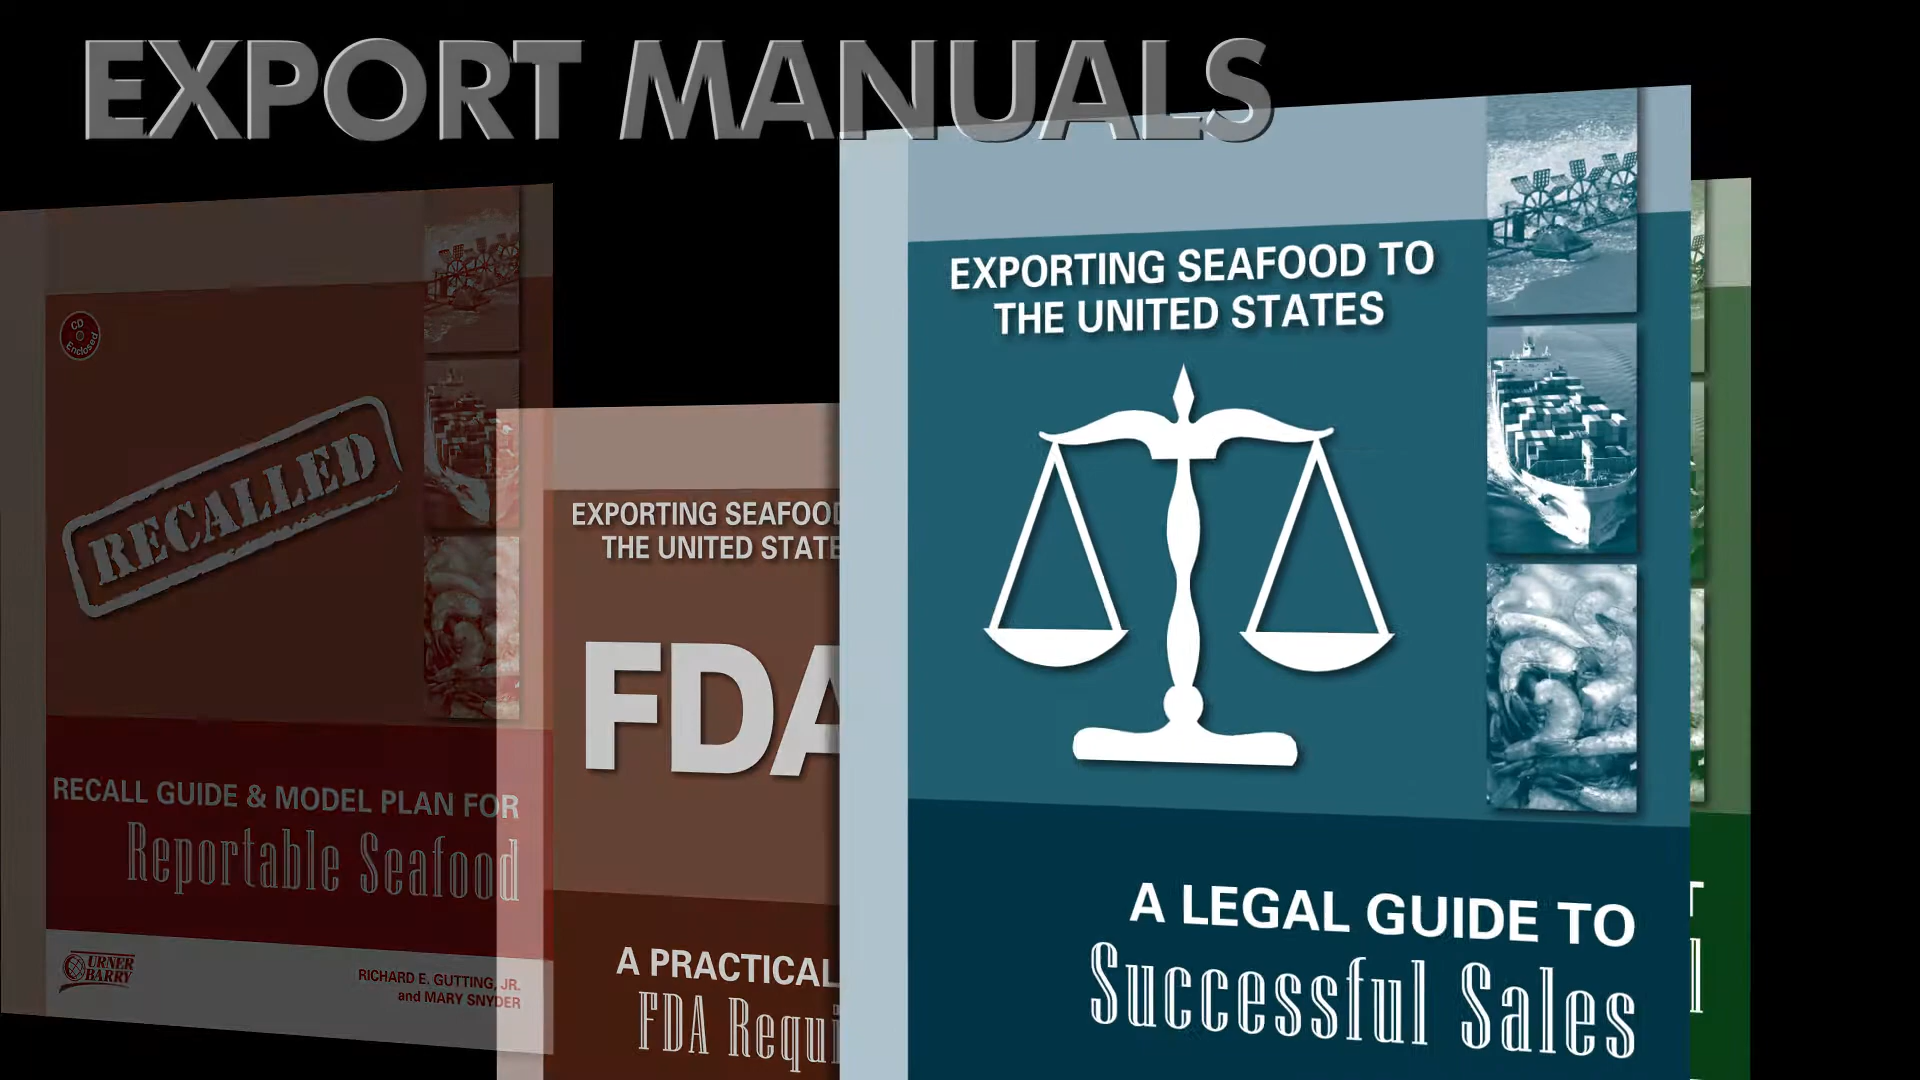 EXPORT MANUALS
CD
Enclosed
RECALLED
RECALL GUIDE & MODEL PLAN FOR
Reportable Seafood
URNER
BARRY
RICHARD E. GUTTING, JR.
and MARY SNYDER
EXPORTING SEAFOOD
THE UNITED STATE
FDA
A PRACTICAL
FDA Requi
EXPORTING SEAFOOD TO
THE UNITED STATES
A LEGAL GUIDE TO
Successful Sales